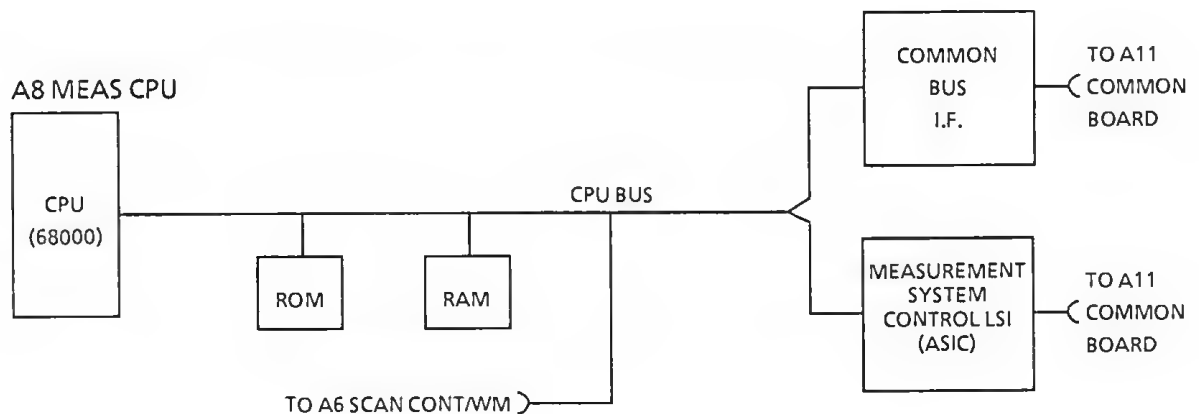 A8 MEAS CPU
CPU
(68000)
ROM
RAM
CPU BUS
TO A6 SCAN CONT/WM
COMMON
BUS
I.F.
TO A11
COMMON
BOARD
MEASUREMENT
SYSTEM
CONTROL LSI
(ASIC)
TO A11
COMMON
BOARD